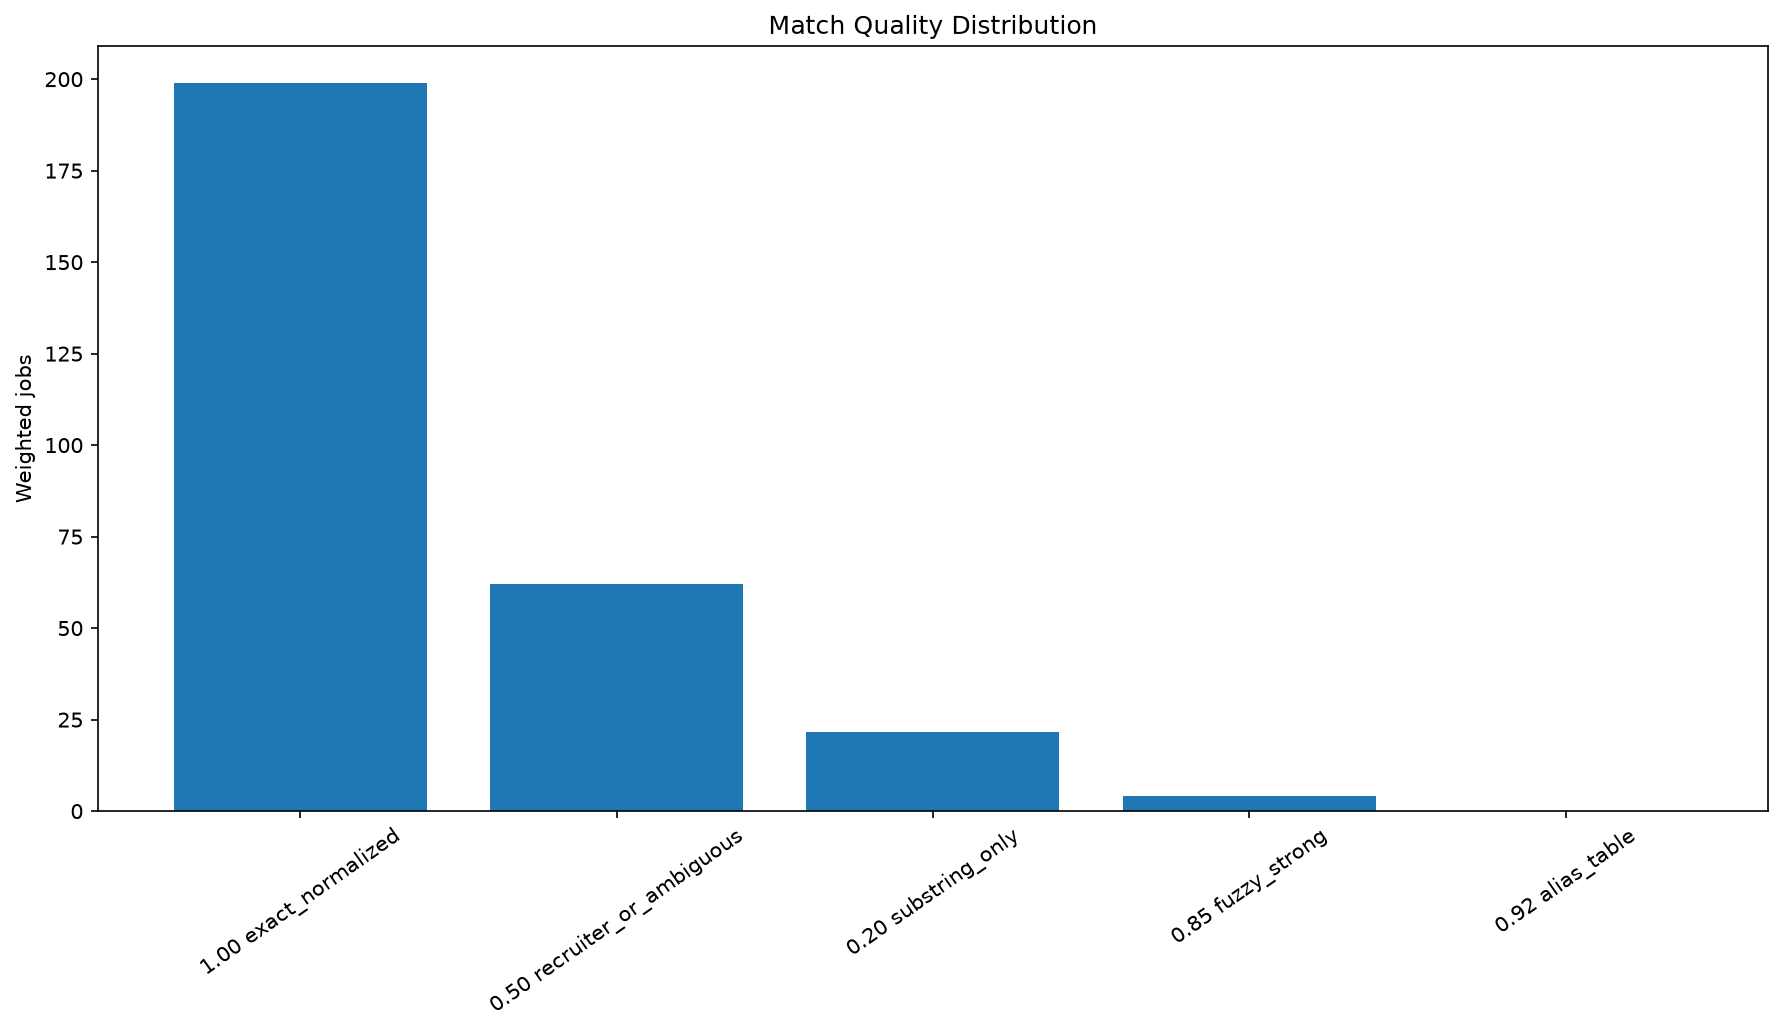 Match Quality Distribution
Weighted jobs
200
175
150
125
100
75
50
25
0
1.00 exact_normalized
0.50 recruiter_or_ambiguous
0.20 substring_only
0.85 fuzzy_strong
0.92 alias_table